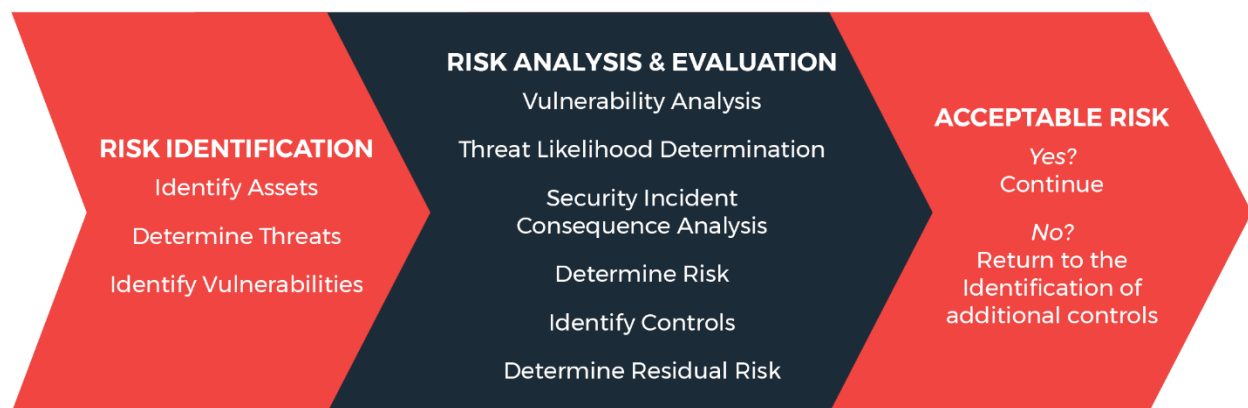 RISK IDENTIFICATION
Identify Assets
Determine Threats
Identify Vulnerabilities
RISK ANALYSIS & EVALUATION
Vulnerability Analysis
Threat Likelihood Determination
Security Incident
Consequence Analysis
Determine Risk
Identify Controls
Determine Residual Risk
ACCEPTABLE RISK
Yes?
Continue
No?
Return to the
Identification of
additional controls